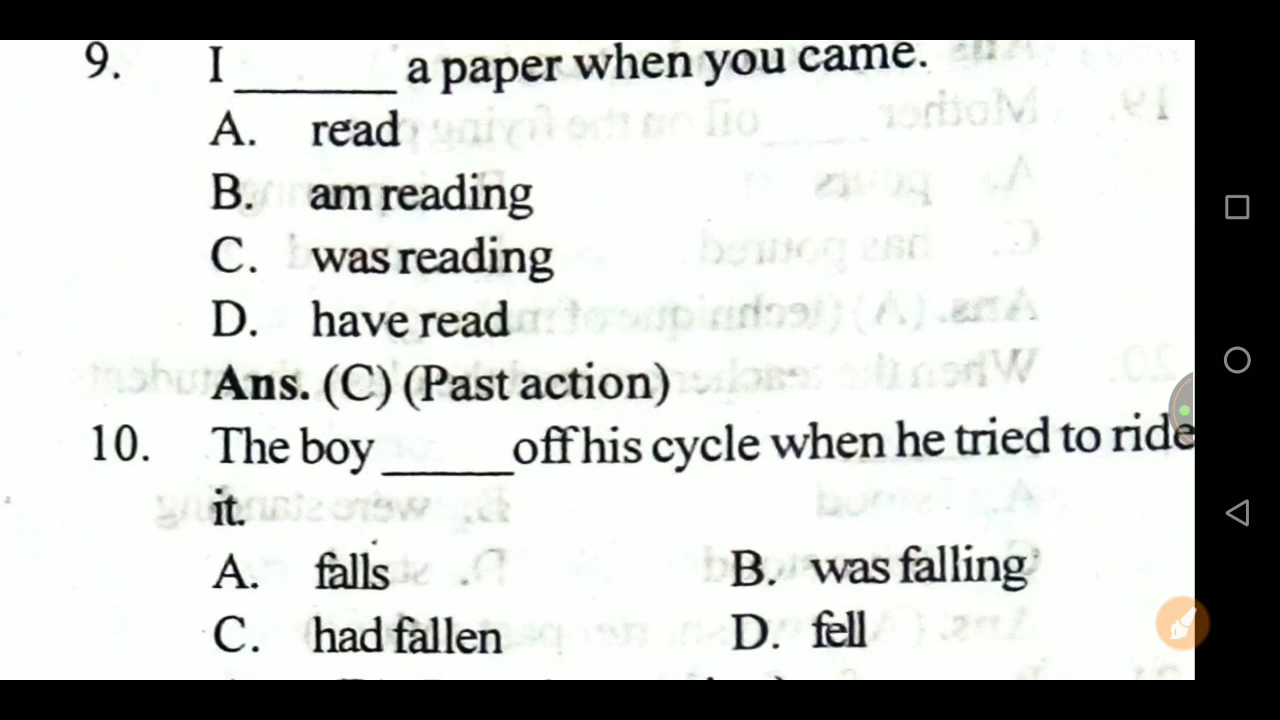 9. I ______ a paper when you came.
A. read
B. am reading
C. was reading
D. have read
Ans. (C) (Past action)
10. The boy _____ off his cycle when he tried to ride
it.
A. falls B. was falling
C. had fallen D. fell